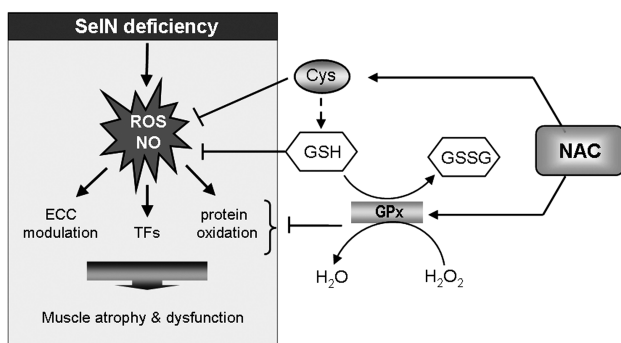 SelN deficiency
ROS
NO
ECC
modulation
TFs
protein
oxidation
Muscle atrophy & dysfunction
Cys
GSH
GSSG
GPx
H₂O
H₂O₂
NAC